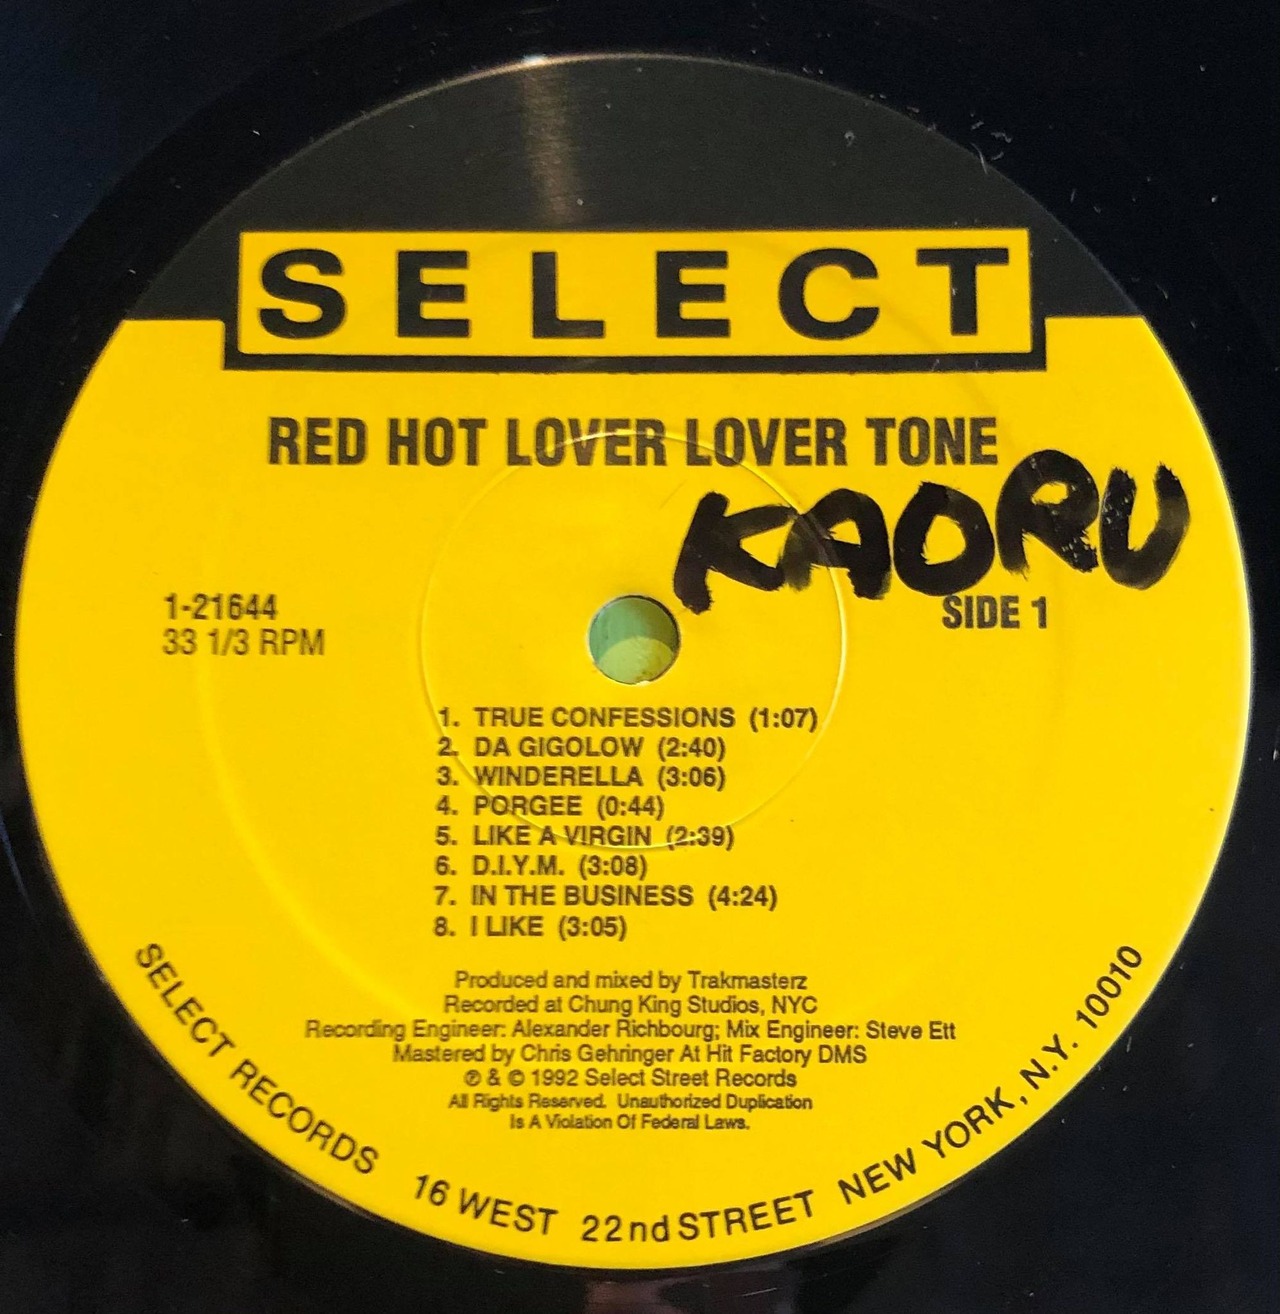 SELECT
RED HOT LOVER LOVER TONE
KAORU
1-21644
33 1/3 RPM
SIDE 1
1. TRUE CONFESSIONS (1:07)
2. DA GIGOLOW (2:40)
3. WINDERELLA (3:06)
4. PORGEE (0:44)
5. LIKE A VIRGIN (2:39)
6. D.I.Y.M. (3:08)
7. IN THE BUSINESS (4:24)
8. I LIKE (3:05)
Produced and mixed by Trakmasterz
Recorded at Chung King Studios, NYC
Recording Engineer: Alexander Richbourg; Mix Engineer: Steve Ett
Mastered by Chris Gehringer At Hit Factory DMS
℗ & © 1992 Select Street Records
All Rights Reserved. Unauthorized Duplication
Is A Violation Of Federal Laws.
SELECT RECORDS 16 WEST 22nd STREET NEW YORK, N.Y. 10010